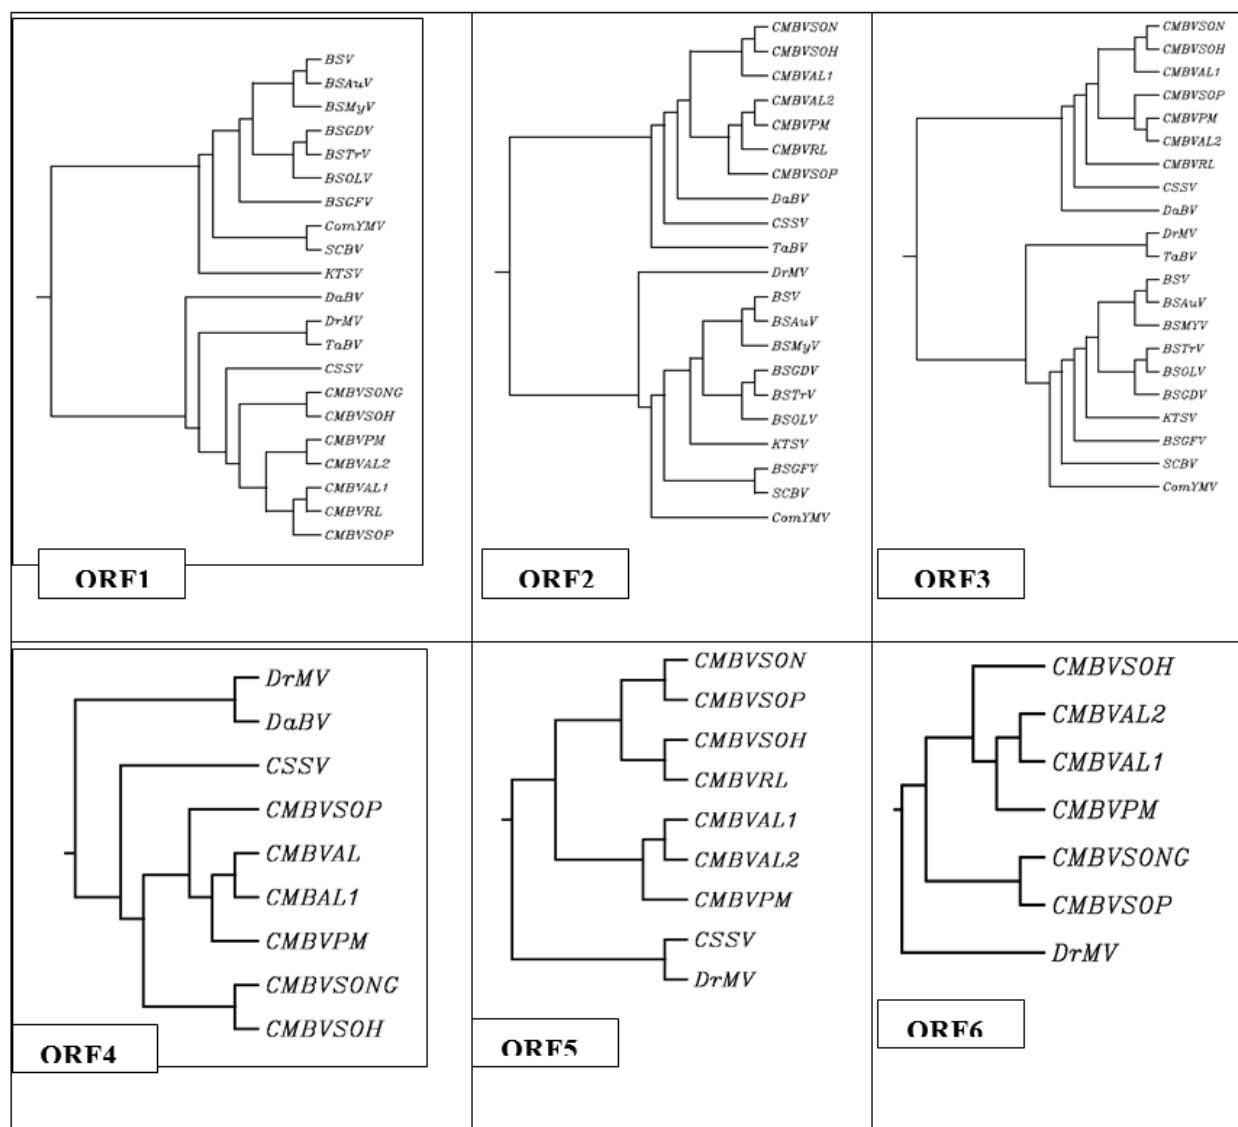 BSV
BSAuV
BSMyV
BSGDV
BSTrV
BSOLV
BSGFV
ComYMV
SCBV
KTSV
DaBV
DrMV
TaBV
CSSV
CMBVSONG
CMBVSOH
CMBVPM
CMBVAL2
CMBVAL1
CMBVRL
CMBVSOP
ORF1
CMBVSON
CMBVSOH
CMBVAL1
CMBVAL2
CMBVPM
CMBVRL
CMBVSOP
DaBV
CSSV
TaBV
DrMV
BSV
BSAuV
BSMyV
BSGDV
BSTrV
BSOLV
KTSV
BSGFV
SCBV
ComYMV
ORF2
CMBVSON
CMBVSOH
CMBVAL1
CMBVSOP
CMBVPM
CMBVAL2
CMBVRL
CSSV
DaBV
DrMV
TaBV
BSV
BSAuV
BSMYV
BSTrV
BSOLV
BSGDV
KTSV
BSGFV
SCBV
ComYMV
ORF3
DrMV
DaBV
CSSV
CMBVSOP
CMBVAL
CMBAL1
CMBVPM
CMBVSONG
CMBVSOH
ORF4
CMBVSON
CMBVSOP
CMBVSOH
CMBVRL
CMBVAL1
CMBVAL2
CMBVPM
CSSV
DrMV
ORF5
CMBVSOH
CMBVAL2
CMBVAL1
CMBVPM
CMBVSONG
CMBVSOP
DrMV
ORF6